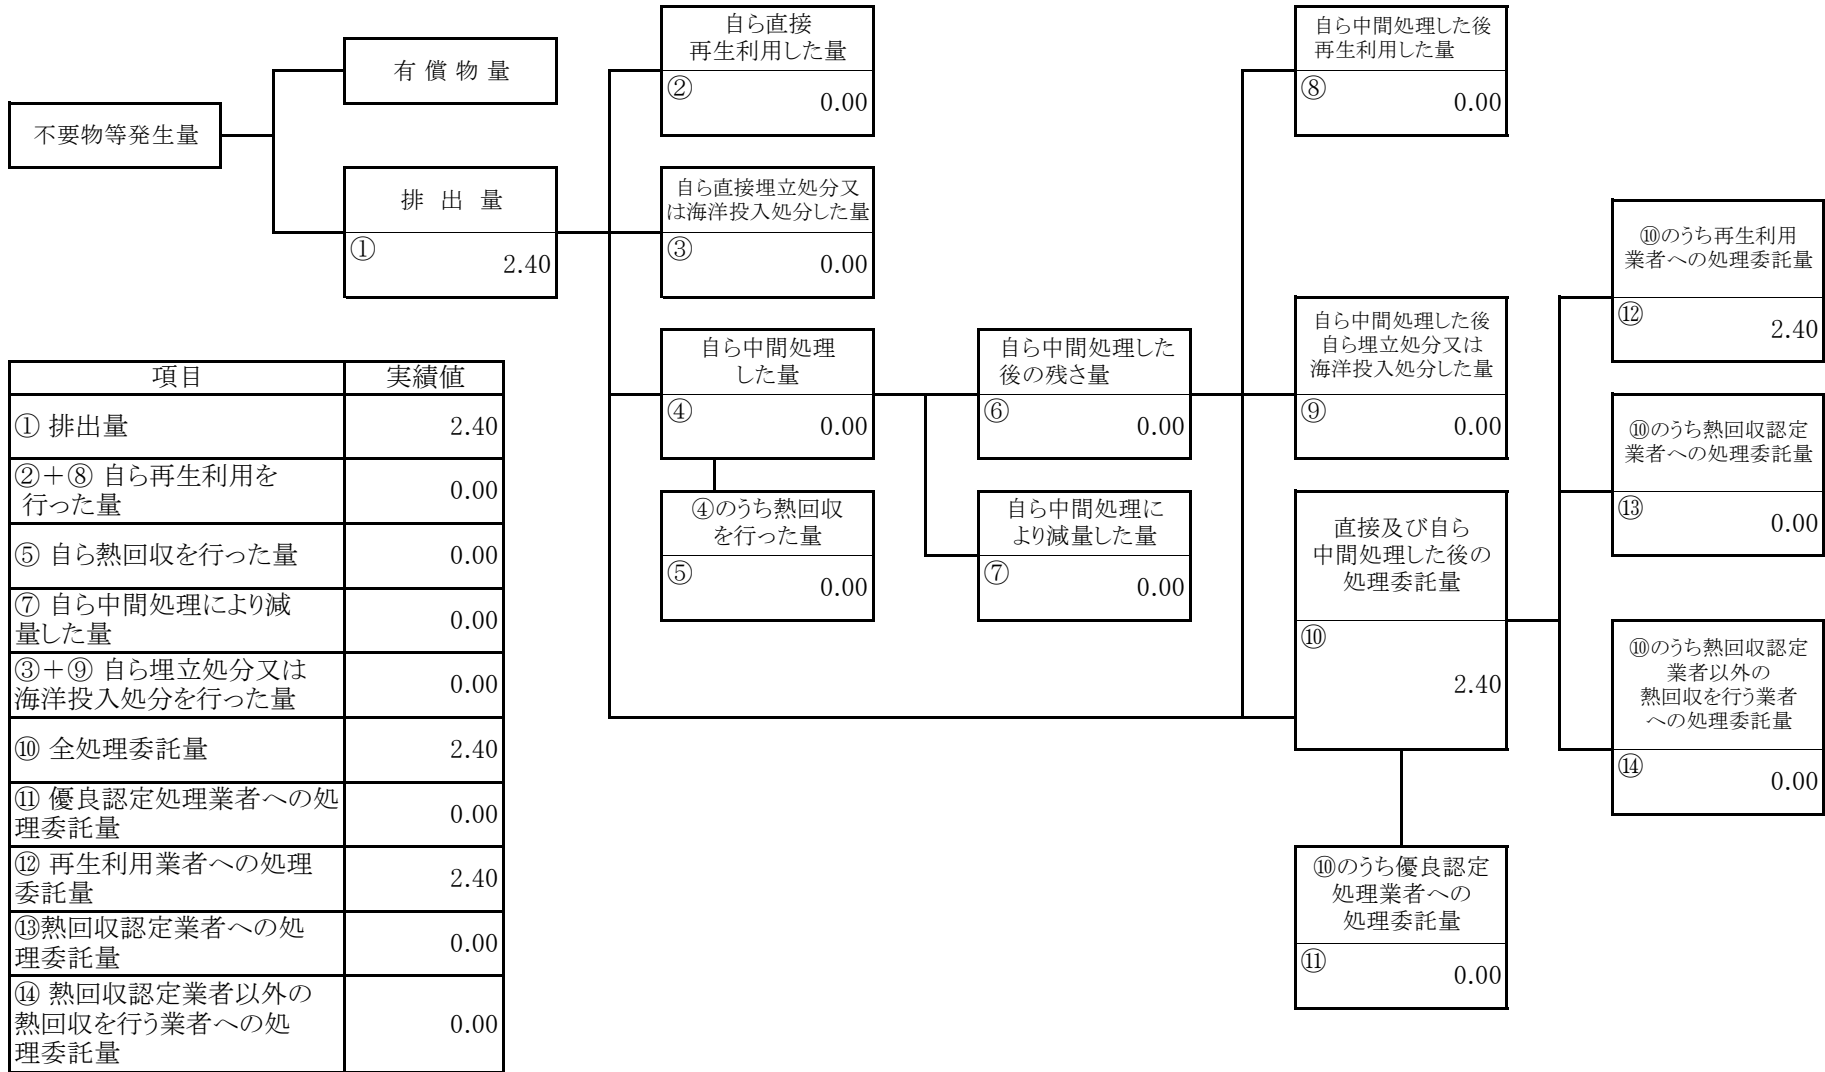 不要物等発生量
有 償 物 量
排 出 量
①
2.40
自ら直接
再生利用した量
②
0.00
自ら直接埋立処分又
は海洋投入処分した量
③
0.00
自ら中間処理
した量
④
0.00
④のうち熱回収
を行った量
⑤
0.00
自ら中間処理した
後の残さ量
⑥
0.00
自ら中間処理に
より減量した量
⑦
0.00
自ら中間処理した後
再生利用した量
⑧
0.00
自ら中間処理した後
自ら埋立処分又は
海洋投入処分した量
⑨
0.00
直接及び自ら
中間処理した後の
処理委託量
⑩
2.40
⑩のうち優良認定
処理業者への
処理委託量
⑪
0.00
⑩のうち再生利用
業者への処理委託量
⑫
2.40
⑩のうち熱回収認定
業者への処理委託量
⑬
0.00
⑩のうち熱回収認定
業者以外の
熱回収を行う業者
への処理委託量
⑭
0.00
項目 実績値
① 排出量 2.40
②+⑧ 自ら再生利用を
行った量 0.00
⑤ 自ら熱回収を行った量 0.00
⑦ 自ら中間処理により減
量した量 0.00
③+⑨ 自ら埋立処分又は
海洋投入処分を行った量 0.00
⑩ 全処理委託量 2.40
⑪ 優良認定処理業者への処
理委託量 0.00
⑫ 再生利用業者への処理
委託量 2.40
⑬熱回収認定業者への処
理委託量 0.00
⑭ 熱回収認定業者以外の
熱回収を行う業者への処
理委託量 0.00